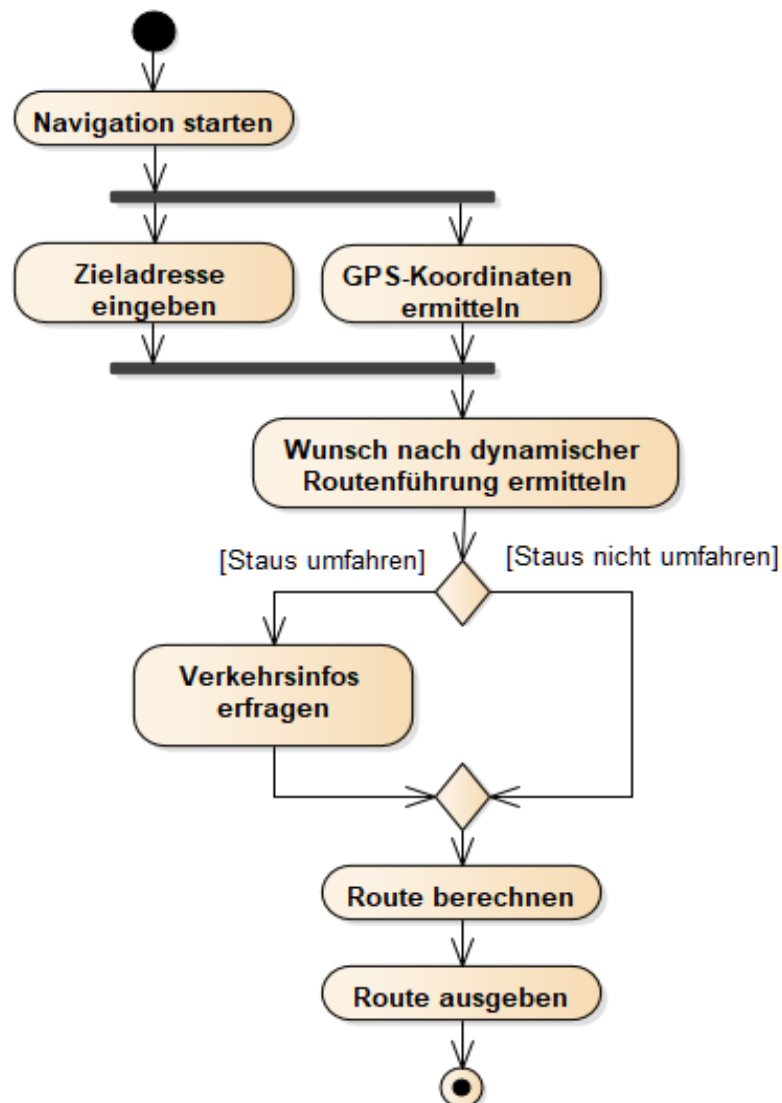 Navigation starten
Zieladresse
eingeben
GPS-Koordinaten
ermitteln
Wunsch nach dynamischer
Routenführung ermitteln
[Staus umfahren]
[Staus nicht umfahren]
Verkehrsinfos
erfragen
Route berechnen
Route ausgeben